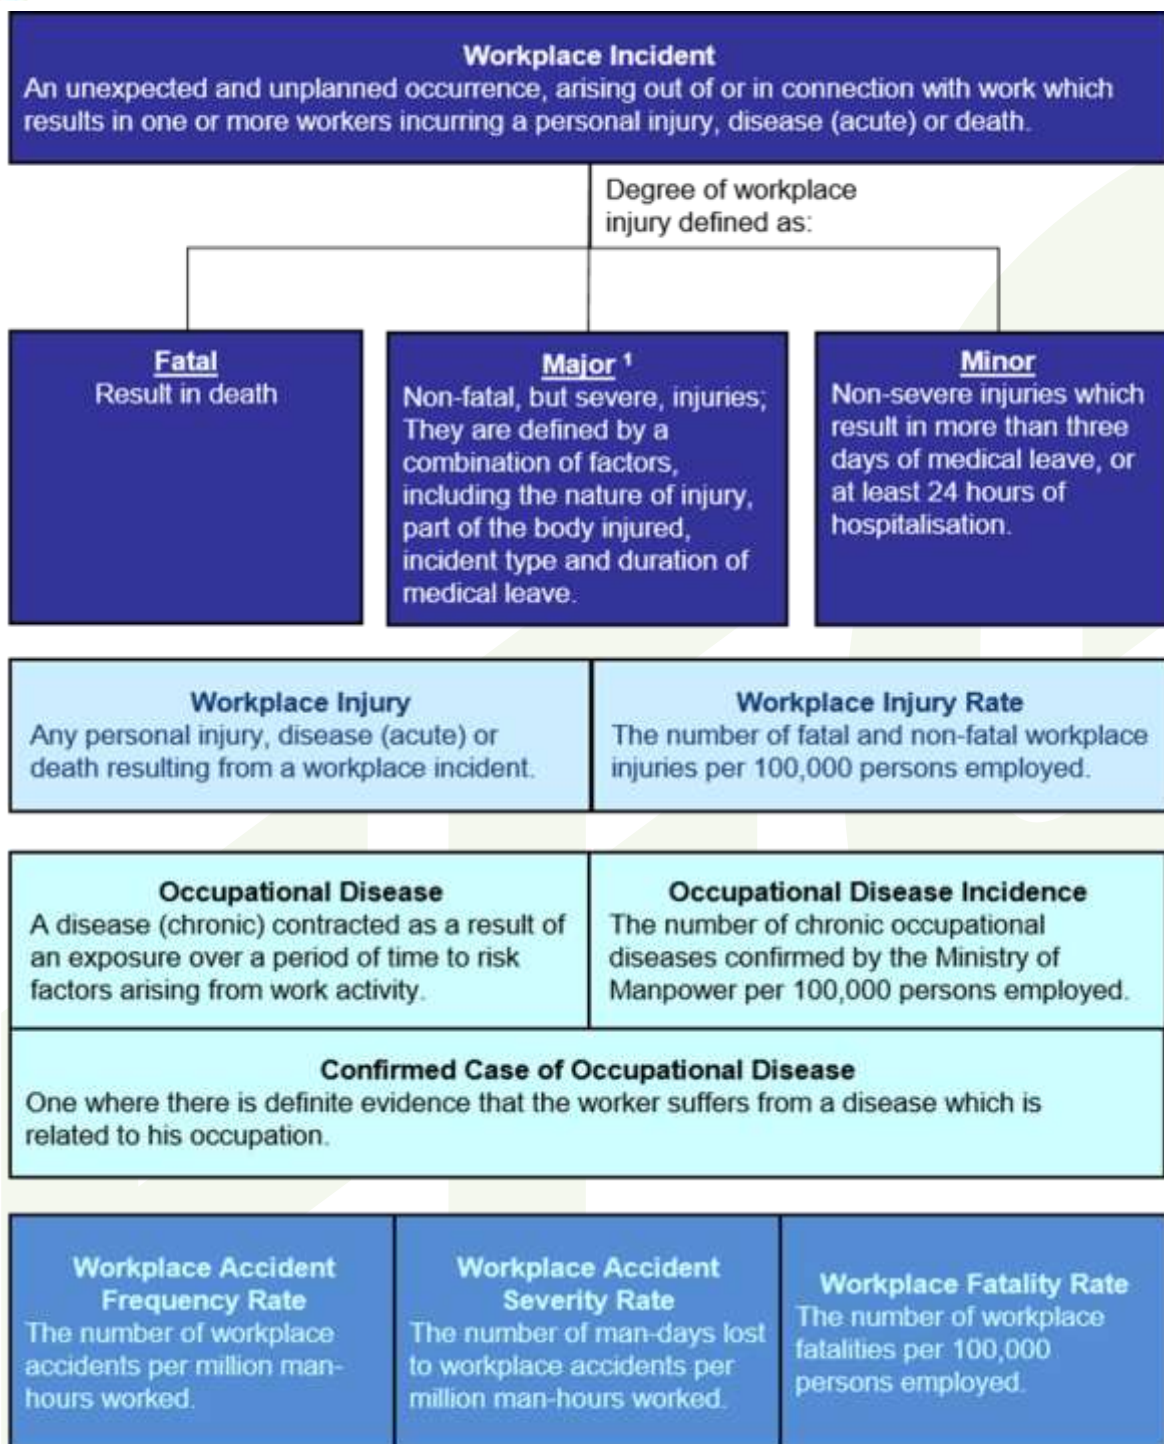 Workplace Incident
An unexpected and unplanned occurrence, arising out of or in connection with work which
results in one or more workers incurring a personal injury, disease (acute) or death.
Degree of workplace
injury defined as:
Fatal
Result in death
Major ¹
Non-fatal, but severe, injuries;
They are defined by a
combination of factors,
including the nature of injury,
part of the body injured,
incident type and duration of
medical leave.
Minor
Non-severe injuries which
result in more than three
days of medical leave, or
at least 24 hours of
hospitalisation.
Workplace Injury
Any personal injury, disease (acute) or
death resulting from a workplace incident.
Workplace Injury Rate
The number of fatal and non-fatal workplace
injuries per 100,000 persons employed.
Occupational Disease
A disease (chronic) contracted as a result of
an exposure over a period of time to risk
factors arising from work activity.
Occupational Disease Incidence
The number of chronic occupational
diseases confirmed by the Ministry of
Manpower per 100,000 persons employed.
Confirmed Case of Occupational Disease
One where there is definite evidence that the worker suffers from a disease which is
related to his occupation.
Workplace Accident
Frequency Rate
The number of workplace
accidents per million man-
hours worked.
Workplace Accident
Severity Rate
The number of man-days lost
to workplace accidents per
million man-hours worked.
Workplace Fatality Rate
The number of workplace
fatalities per 100,000
persons employed.